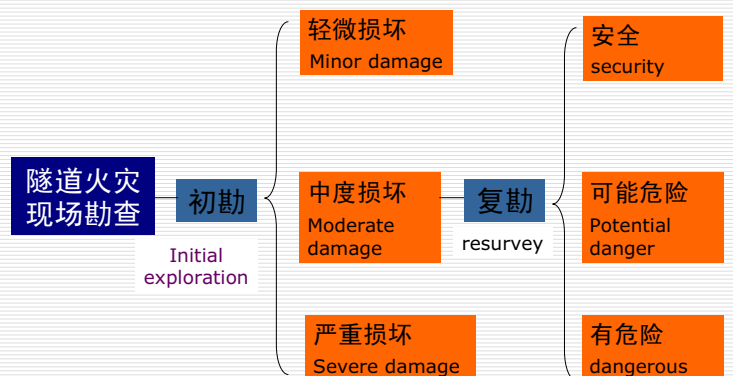 隧道火灾
现场勘查
初勘
Initial
exploration
轻微损坏
Minor damage
中度损坏
Moderate
damage
严重损坏
Severe damage
复勘
resurvey
安全
security
可能危险
Potential
danger
有危险
dangerous